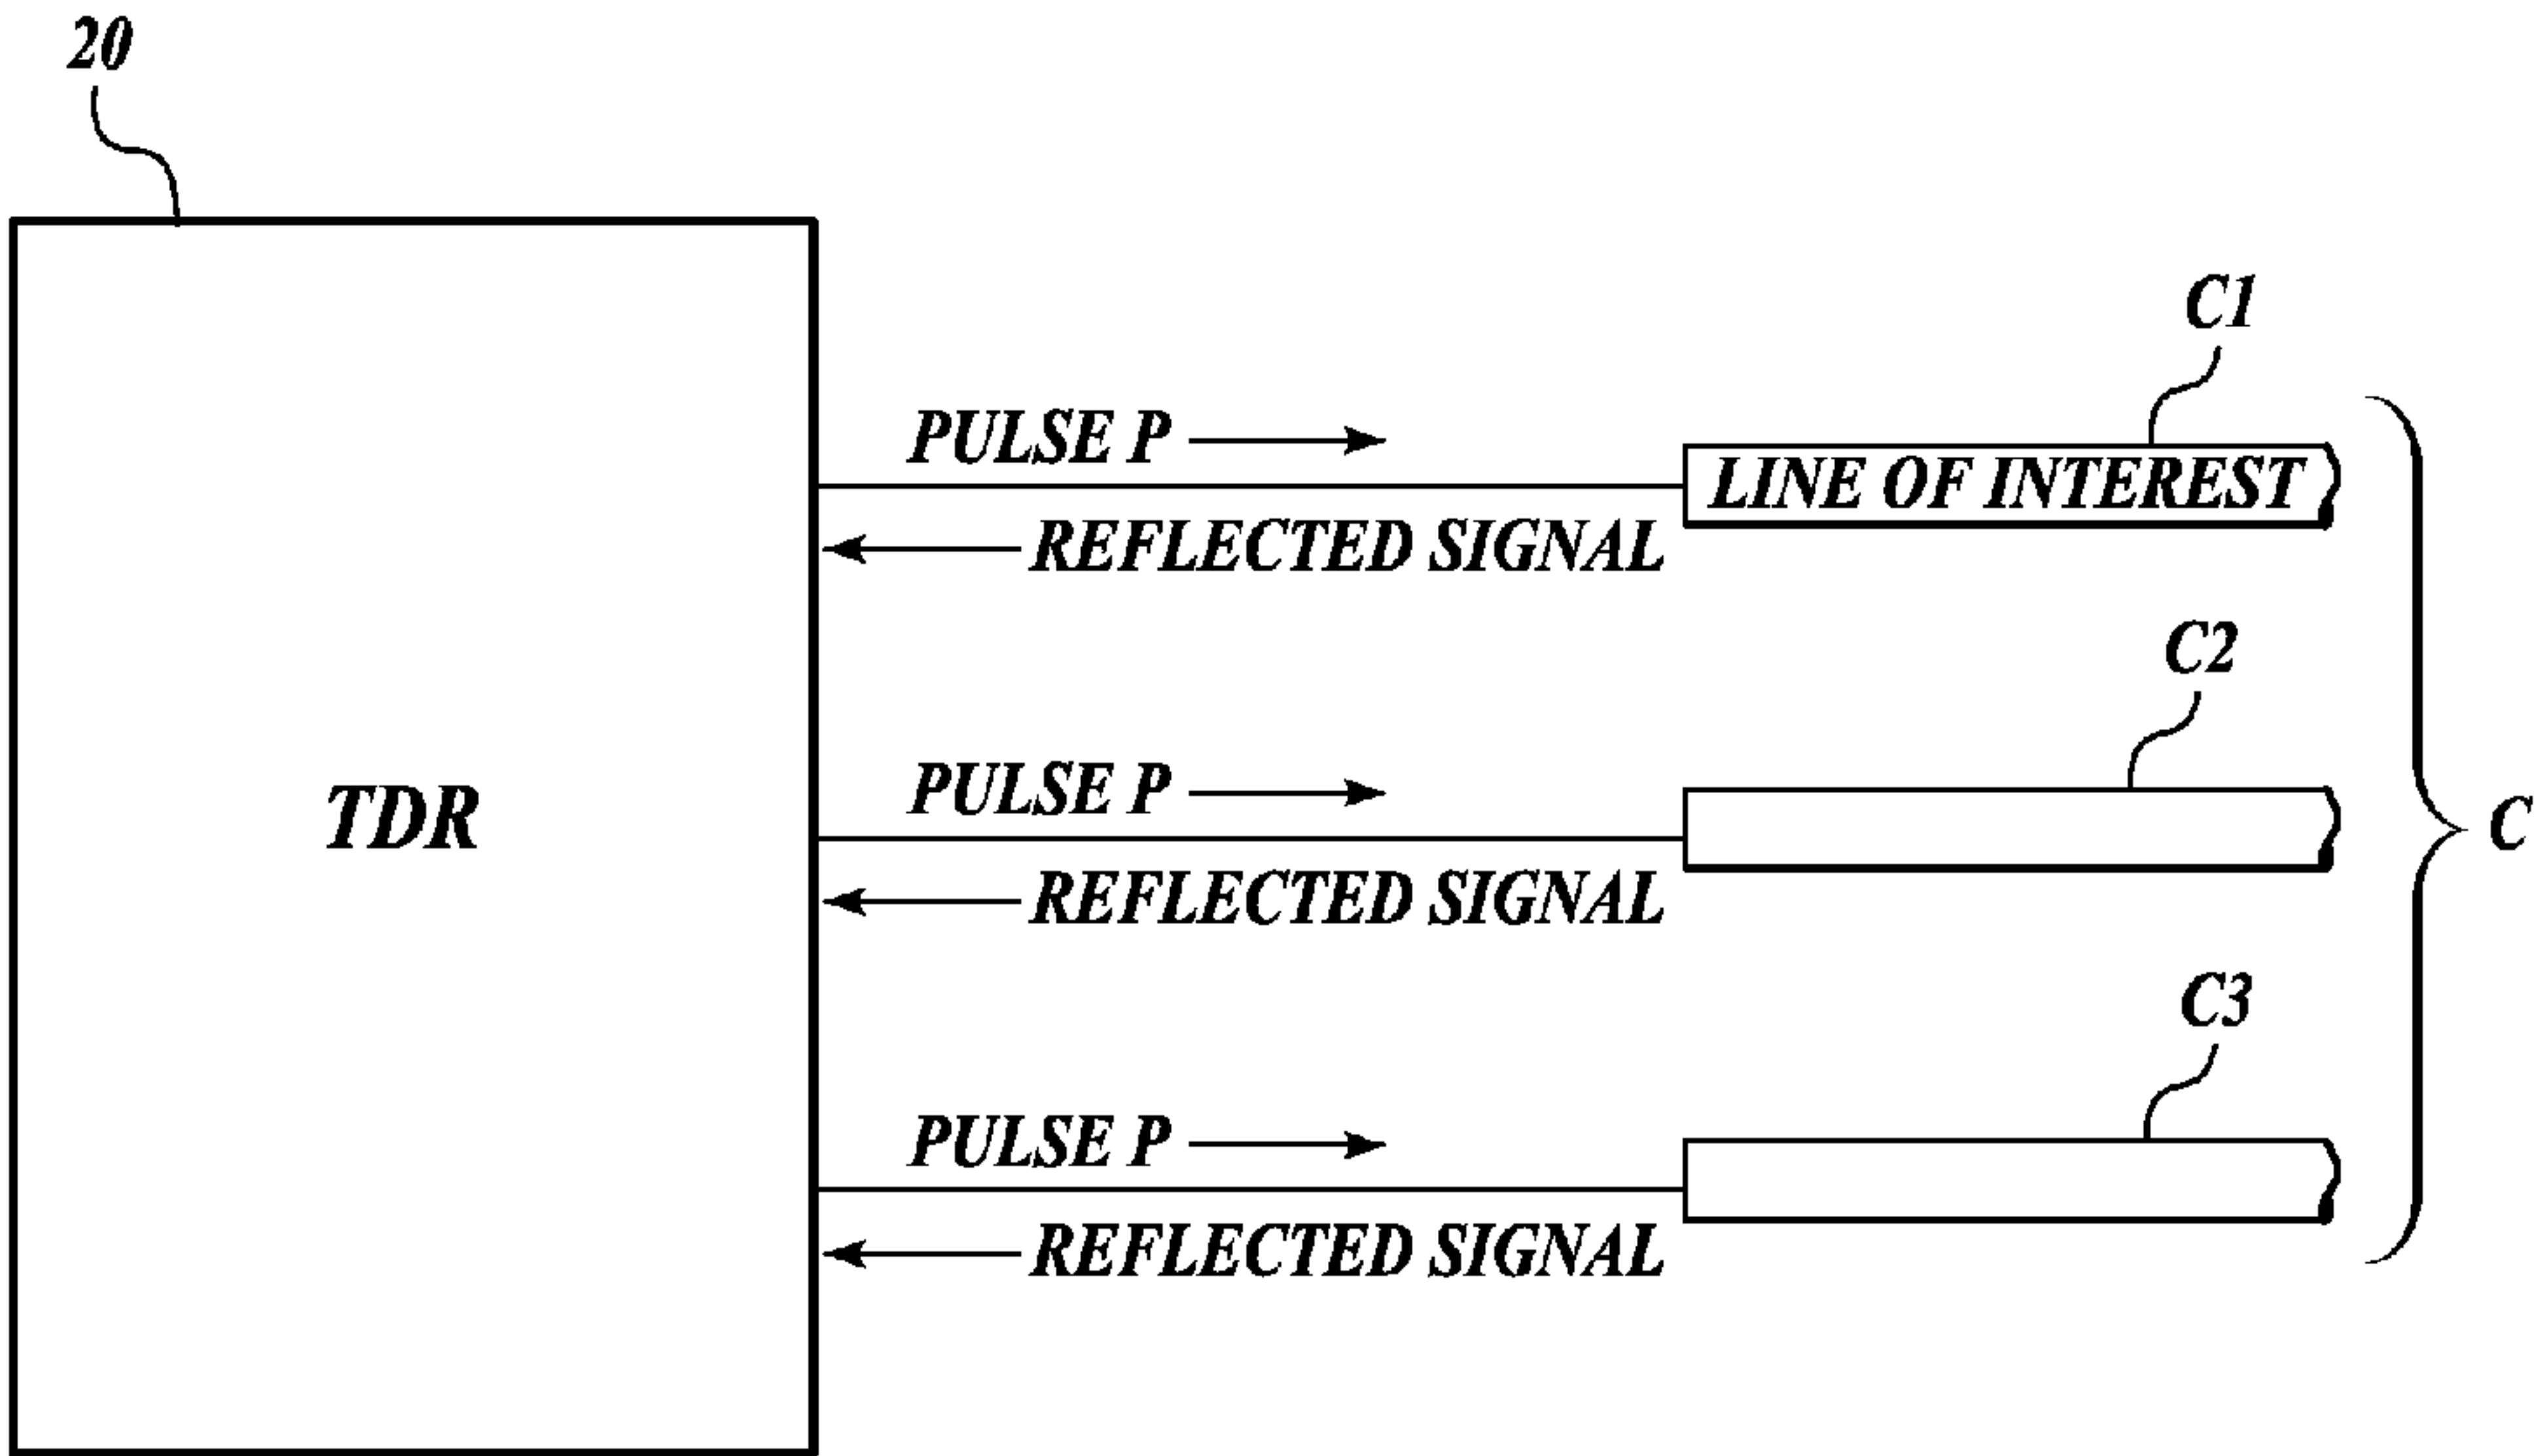 20
C1
PULSE P
LINE OF INTEREST
REFLECTED SIGNAL
C2
TDR
PULSE P
C
REFLECTED SIGNAL
C3
PULSE P
REFLECTED SIGNAL